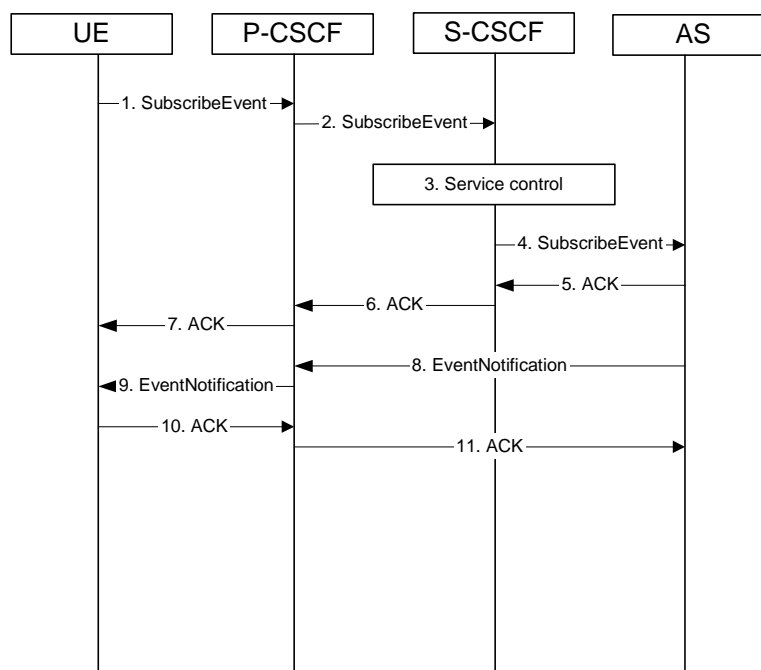 UE
P-CSCF
S-CSCF
AS
1. SubscribeEvent
2. SubscribeEvent
3. Service control
4. SubscribeEvent
5. ACK
6. ACK
7. ACK
8. EventNotification
9. EventNotification
10. ACK
11. ACK